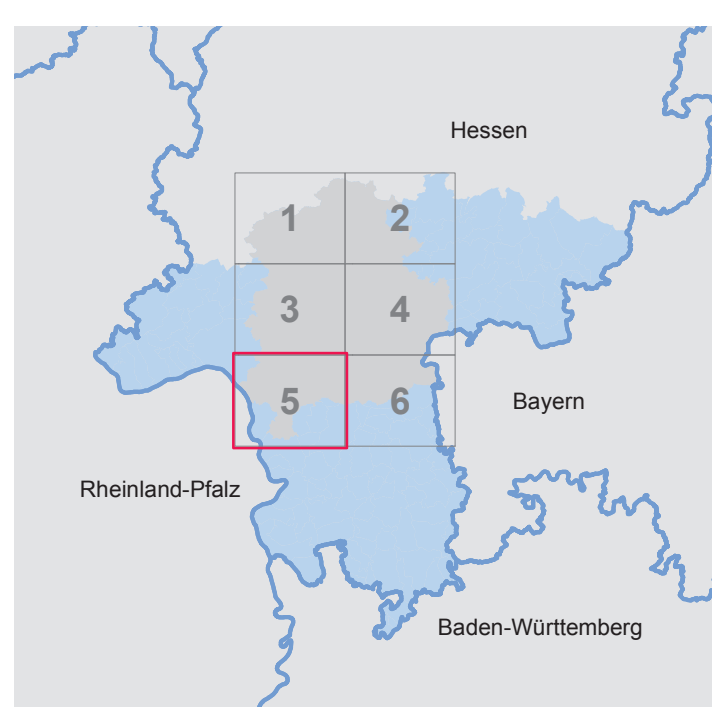 Hessen
1 2
3 4
5 6
Bayern
Rheinland-Pfalz
Baden-Württemberg